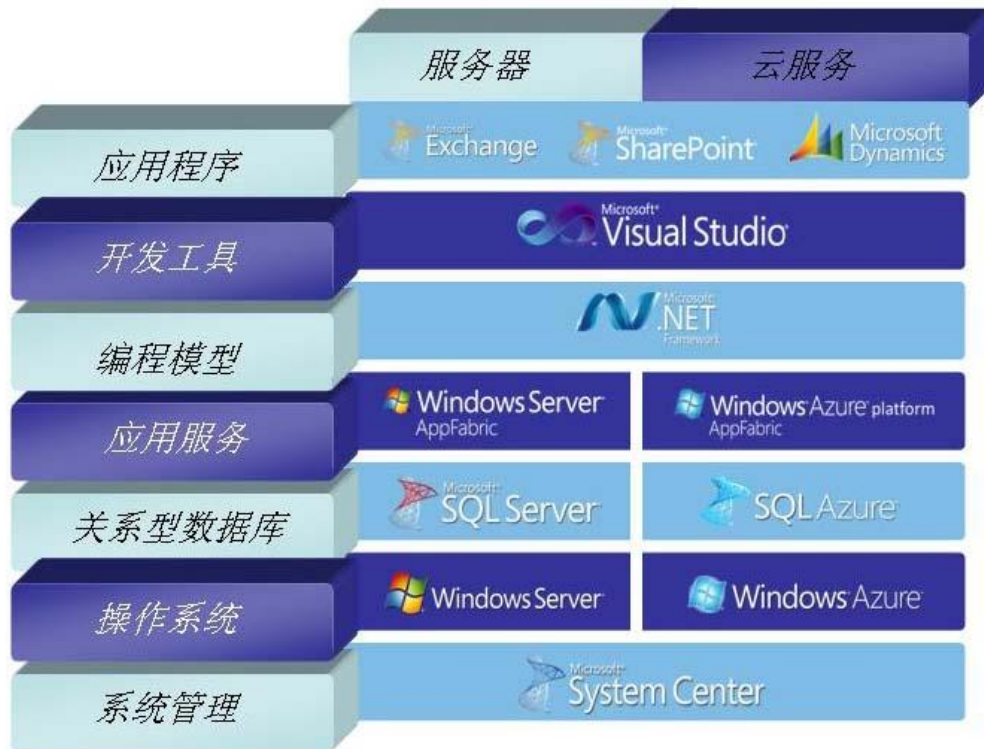 服务器
云服务
应用程序
Microsoft Exchange
Microsoft SharePoint
Microsoft Dynamics
开发工具
Microsoft
Visual Studio
编程模型
Microsoft
.NET
Framework
应用服务
Windows Server
AppFabric
Windows Azure platform
AppFabric
关系型数据库
Microsoft
SQL Server
SQL Azure
操作系统
Windows Server
Windows Azure
系统管理
Microsoft
System Center